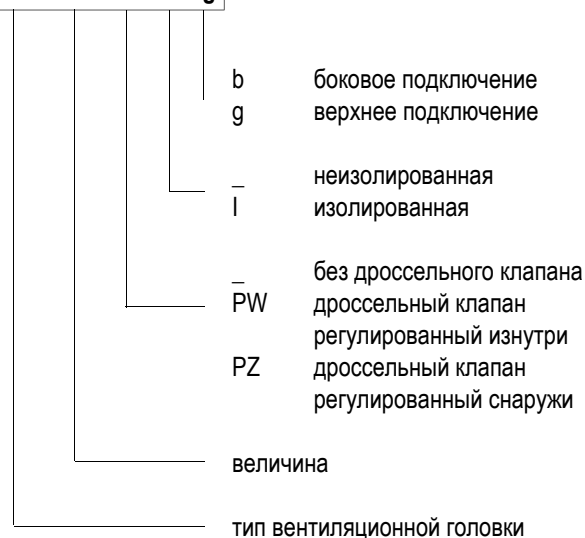 g
b боковое подключение
g верхнее подключение
_ неизолированная
I изолированная
_ без дроссельного клапана
PW дроссельный клапан
регулированный изнутри
PZ дроссельный клапан
регулированный снаружи
величина
тип вентиляционной головки